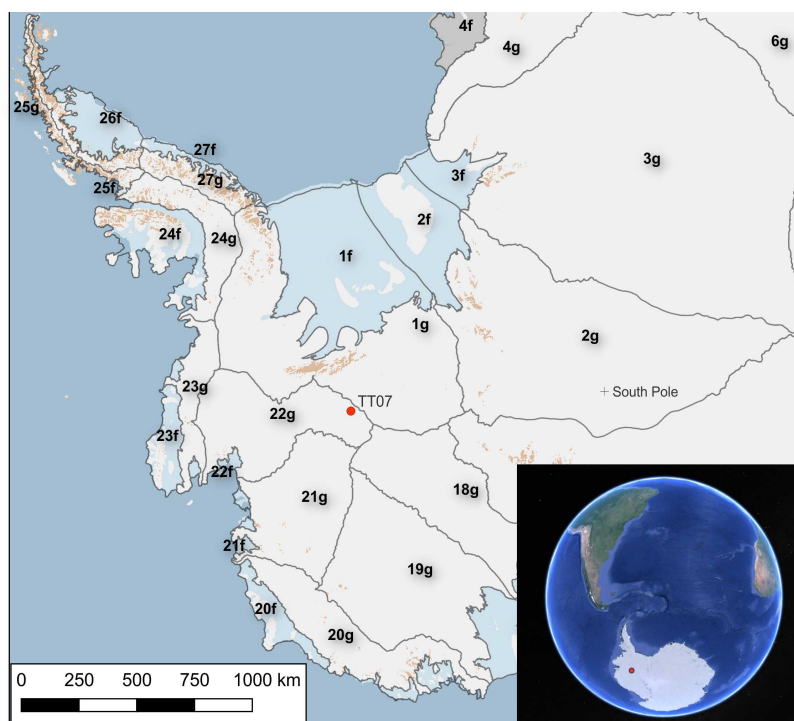 4f
4g
6g
25g
26f
27f
3g
3f
27g
25f
2f
24f
24g
1f
1g
2g
23g
TT07
South Pole
22g
23f
22f
21g
18g
21f
19g
20f
20g
0 250 500 750 1000 km